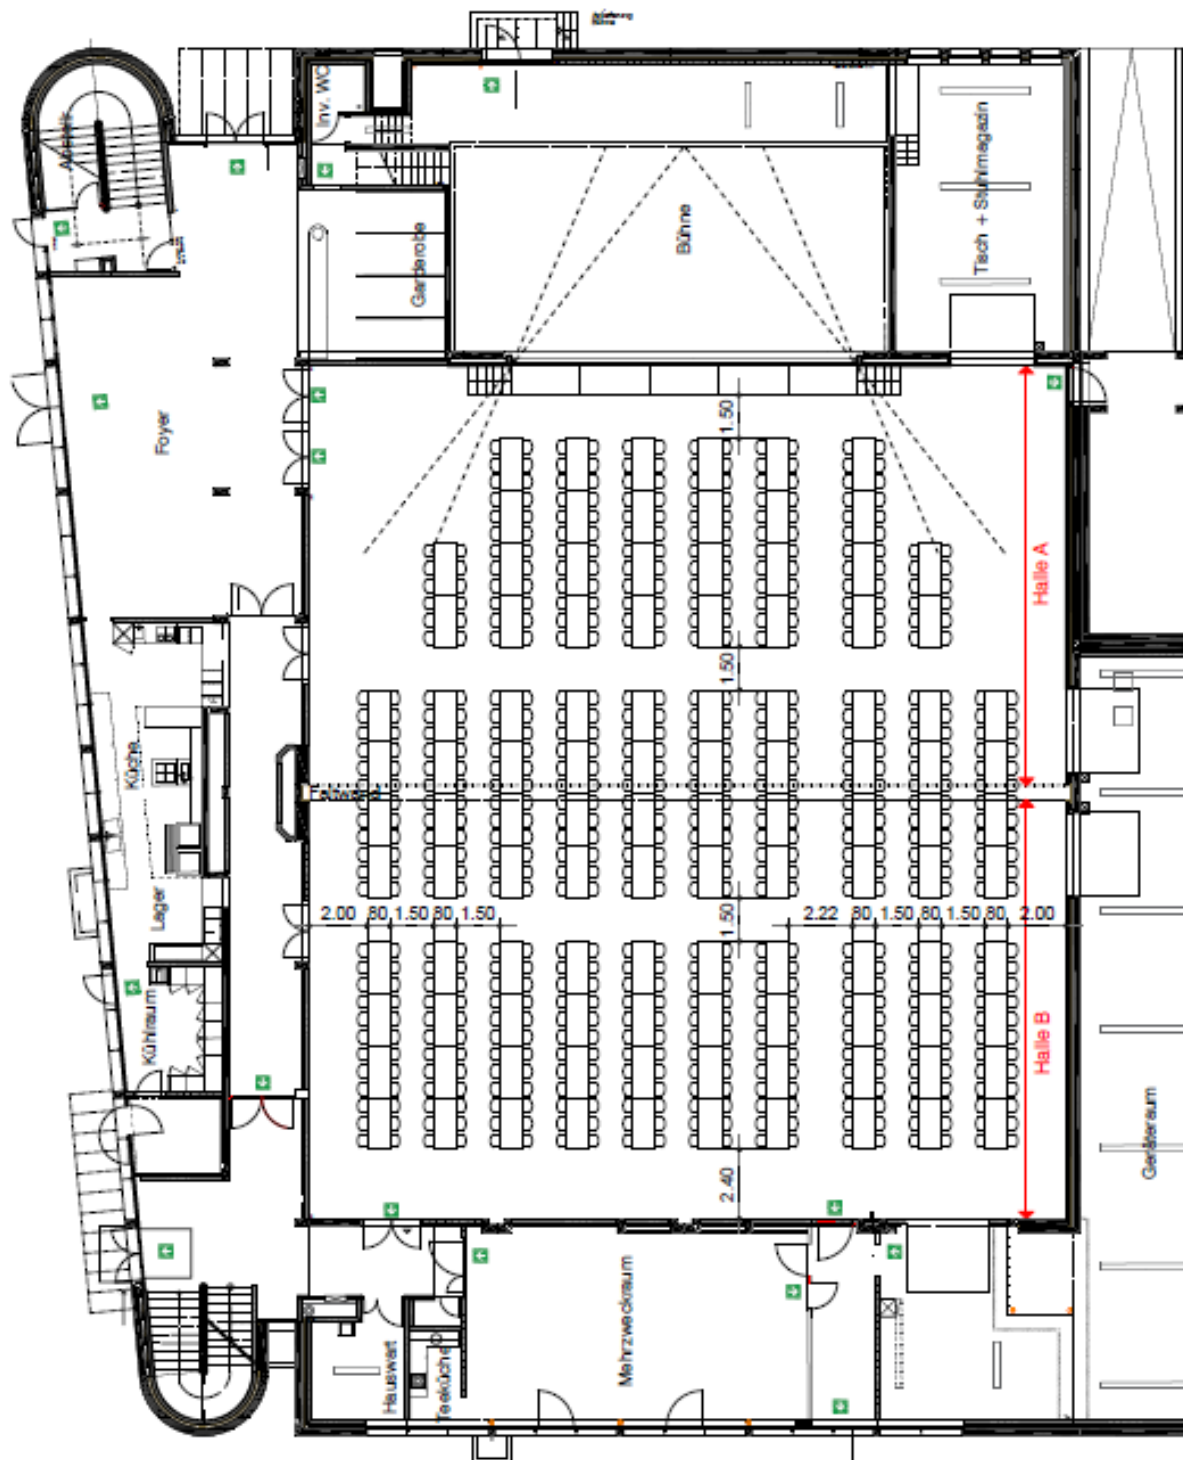 Inv. WC
Garderobe
Bühne
Tisch + Stuhlmagazin
Foyer
1.50
Halle A
1.50
Küche
Faltwand
Lager
2.00 80 1.50 80 1.50
1.50
2.22 80 1.50 80 1.50 80 2.00
Kühlraum
Halle B
Geräteraum
2.40
Hauswart
Teeküche
Mehrzweckraum